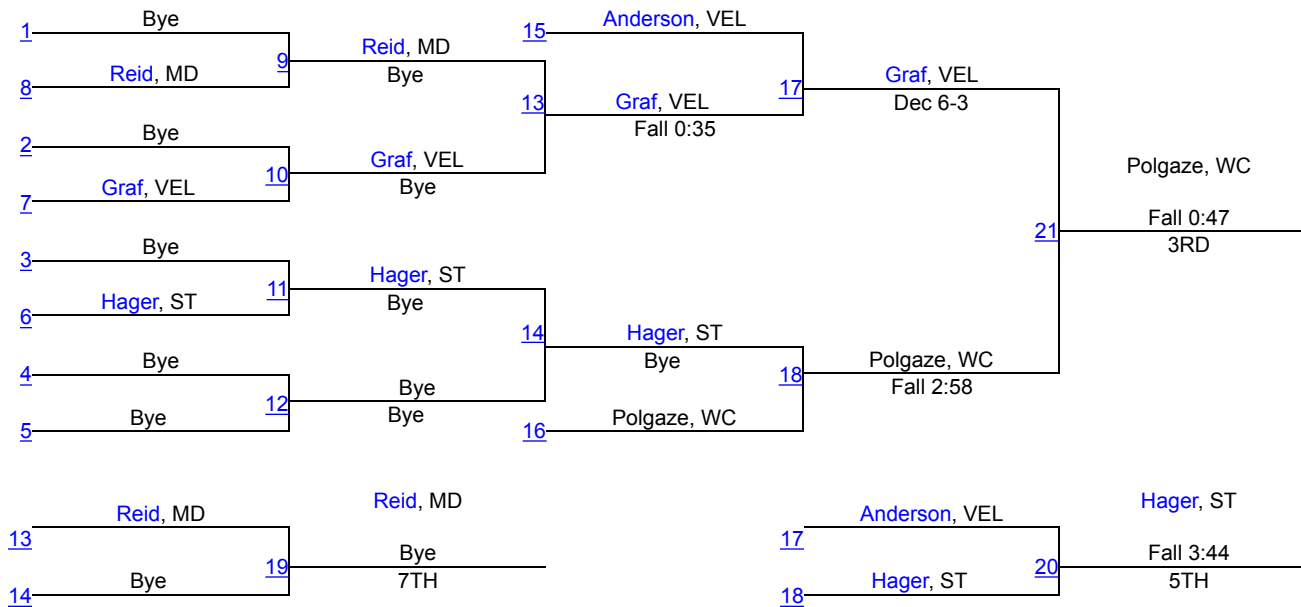 Bye
1
Reid, MD
8
9
Reid, MD
Bye
Bye
2
Graf, VEL
7
10
Graf, VEL
Bye
13
15
Anderson, VEL
Graf, VEL
Fall 0:35
17
Graf, VEL
Dec 6-3
Bye
3
Hager, ST
6
11
Hager, ST
Bye
Bye
4
Bye
5
12
Bye
Bye
14
Hager, ST
Bye
16
Polgaze, WC
18
Polgaze, WC
Fall 2:58
21
Polgaze, WC
Fall 0:47
3RD
13
Reid, MD
14
Bye
19
Reid, MD
Bye
7TH
17
Anderson, VEL
18
Hager, ST
20
Hager, ST
Fall 3:44
5TH